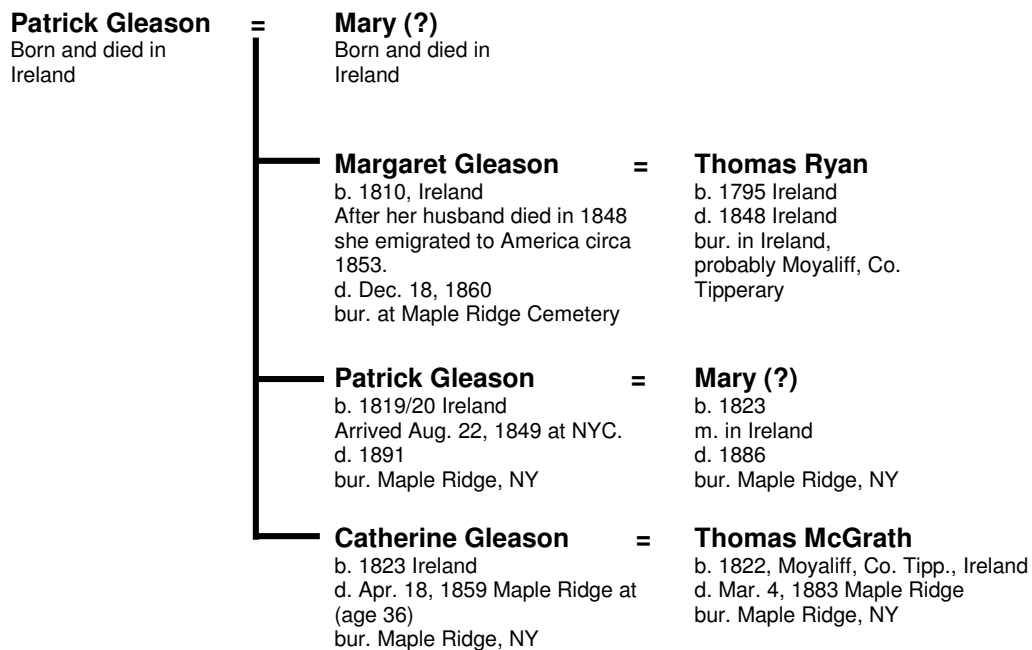 Patrick Gleason = Mary (?)
Born and died in Ireland
Born and died in Ireland
Margaret Gleason = Thomas Ryan
b. 1810, Ireland
After her husband died in 1848
she emigrated to America circa
1853.
d. Dec. 18, 1860
bur. at Maple Ridge Cemetery
b. 1795 Ireland
d. 1848 Ireland
bur. in Ireland,
probably Moyaliff, Co.
Tipperary
Patrick Gleason = Mary (?)
b. 1819/20 Ireland
Arrived Aug. 22, 1849 at NYC.
d. 1891
bur. Maple Ridge, NY
b. 1823
m. in Ireland
d. 1886
bur. Maple Ridge, NY
Catherine Gleason = Thomas McGrath
b. 1823 Ireland
d. Apr. 18, 1859 Maple Ridge at
(age 36)
bur. Maple Ridge, NY
b. 1822, Moyaliff, Co. Tipp., Ireland
d. Mar. 4, 1883 Maple Ridge
bur. Maple Ridge, NY